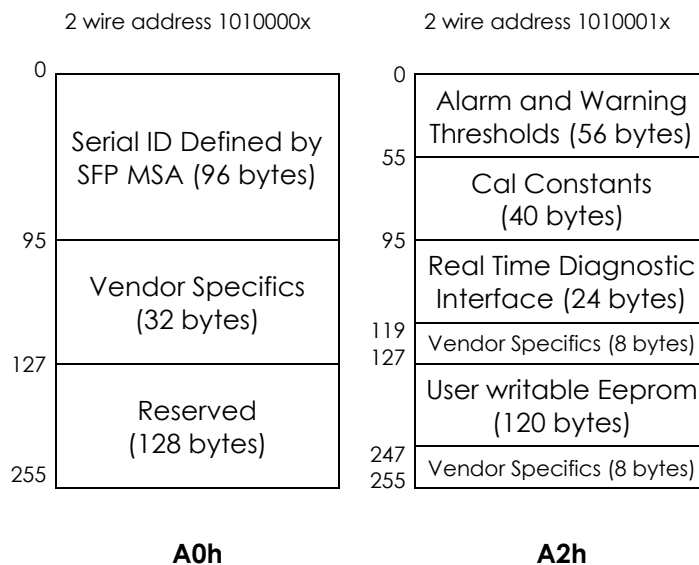 2 wire address 1010000x
0
Serial ID Defined by
SFP MSA (96 bytes)
95
Vendor Specifics
(32 bytes)
127
Reserved
(128 bytes)
255
A0h
2 wire address 1010001x
0
Alarm and Warning
Thresholds (56 bytes)
55
Cal Constants
(40 bytes)
95
Real Time Diagnostic
Interface (24 bytes)
119
Vendor Specifics (8 bytes)
127
User writable Eeprom
(120 bytes)
247
Vendor Specifics (8 bytes)
255
A2h